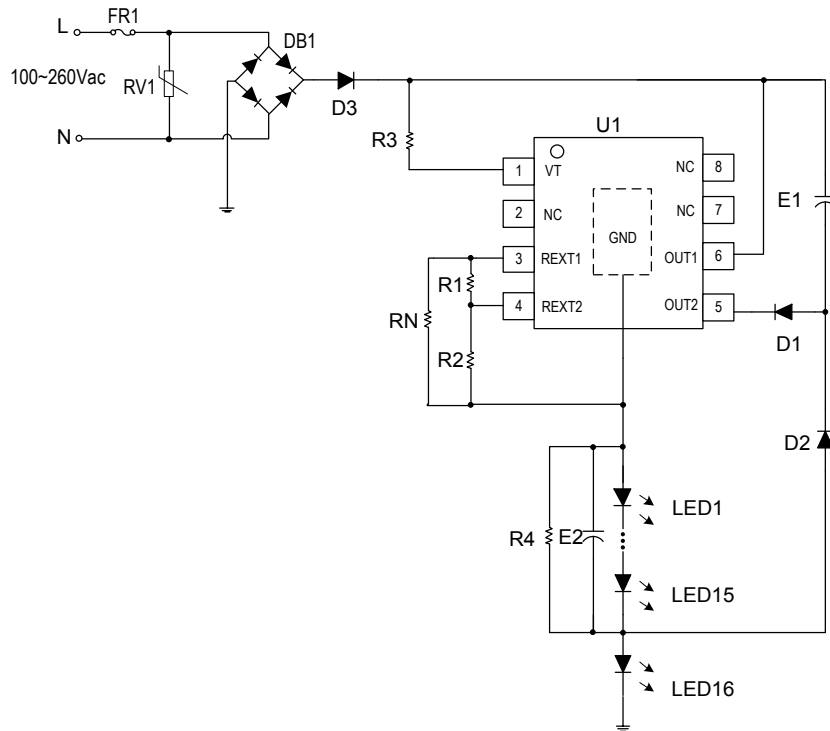 FR1
L
DB1
100~260Vac
RV1
D3
N
R3
U1
1
VT
NC
8
2
NC
NC
7
E1
GND
3
REXT1
OUT1
6
R1
4
REXT2
OUT2
5
RN
R2
D1
D2
LED1
R4
E2
LED15
LED16